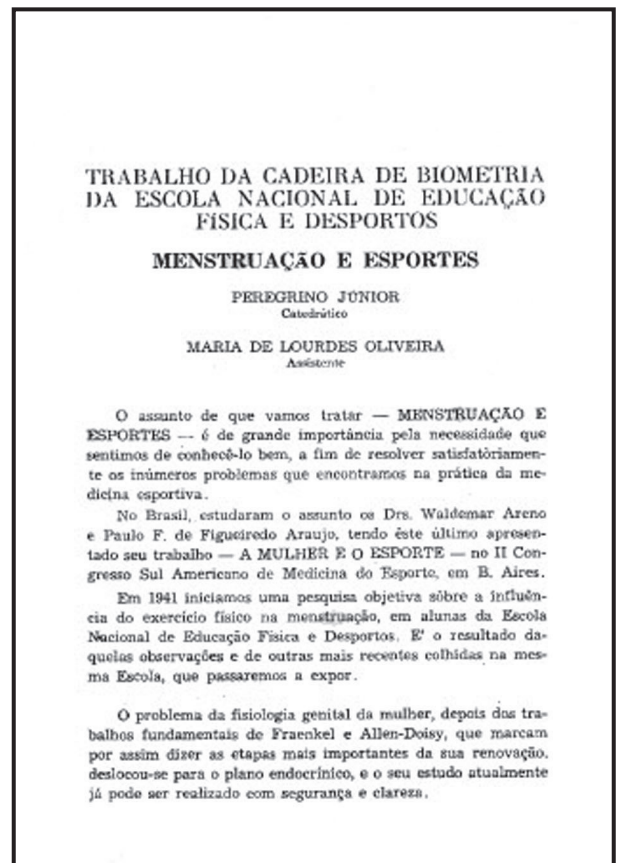 TRABALHO DA CADEIRA DE BIOMETRIA
DA ESCOLA NACIONAL DE EDUCAÇÃO
FÍSICA E DESPORTOS
MENSTRUAÇÃO E ESPORTES
PEREGRINO JÚNIOR
Catedrático
MARIA DE LOURDES OLIVEIRA
Assistente
O assunto de que vamos tratar — MENSTRUAÇÃO E
ESPORTES — é de grande importância pela necessidade que
sentimos de conhecê-lo bem, a fim de resolver satisfatòriamen-
te os inúmeros problemas que encontramos na prática da me-
dicina esportiva.
No Brasil, estudaram o assunto os Drs. Waldemar Areno
e Paulo F. de Figueiredo Araujo, tendo êste último apresen-
tado seu trabalho — A MULHER E O ESPORTE — no II Con-
gresso Sul Americano de Medicina do Esporte, em B. Aires.
Em 1941 iniciamos uma pesquisa objetiva sôbre a influên-
cia do exercício físico na menstruação, em alunas da Escola
Nacional de Educação Física e Desportos. E' o resultado da-
quelas observações e de outras mais recentes colhidas na mes-
ma Escola, que passaremos a expor.
O problema da fisiologia genital da mulher, depois dos tra-
balhos fundamentais de Fraenkel e Allen-Doisy, que marcam
por assim dizer as etapas mais importantes da sua renovação,
deslocou-se para o plano endocrínico, e o seu estudo atualmente
já pode ser realizado com segurança e clareza.